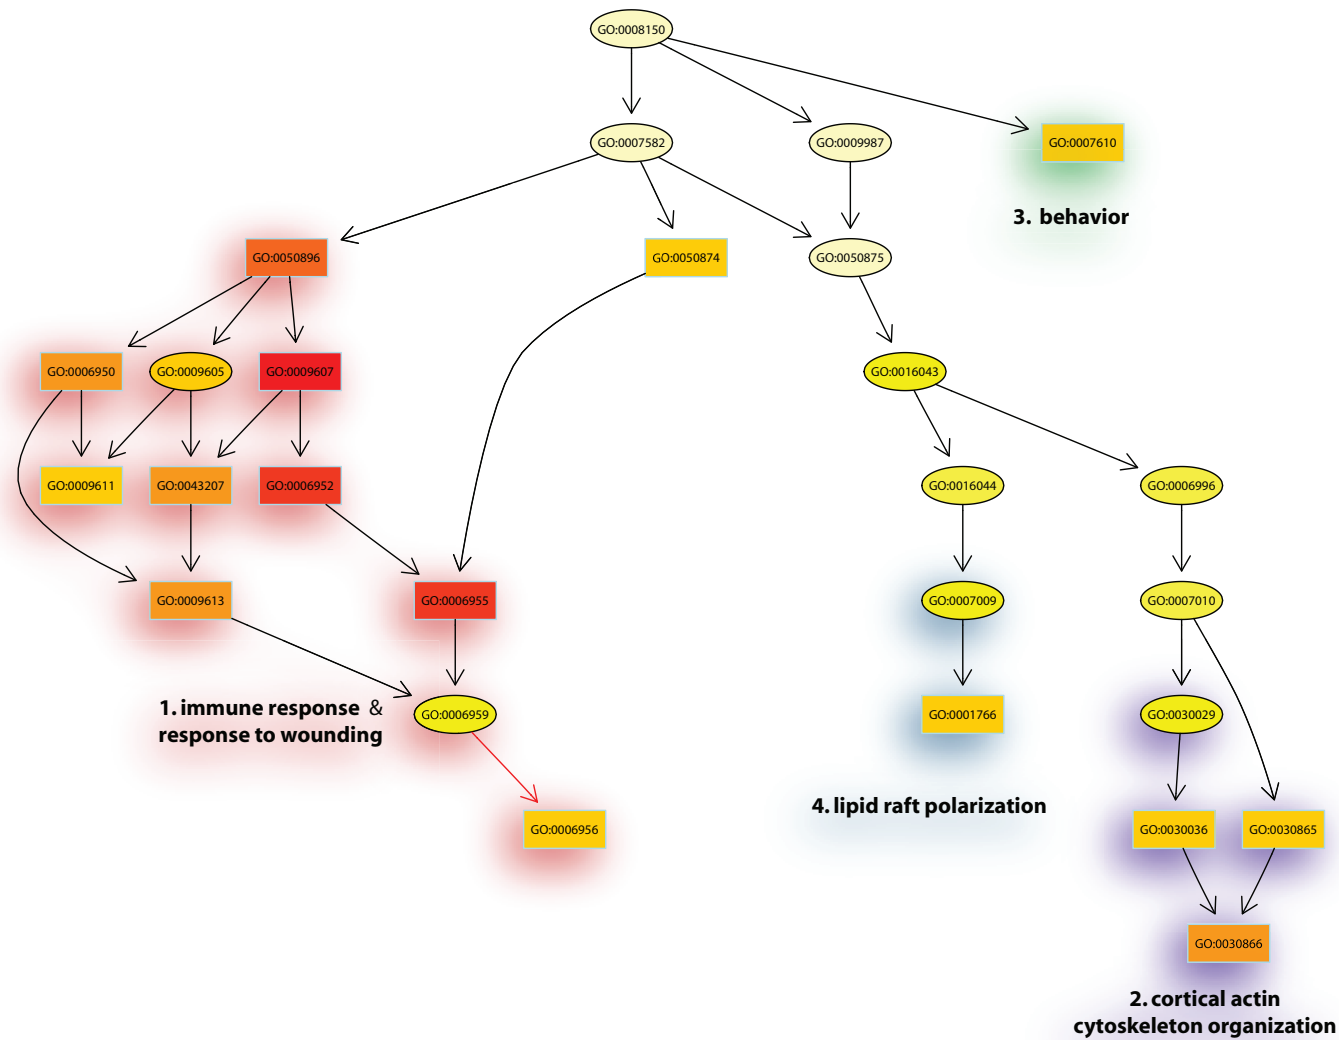 GO:0008150
GO:0007582
GO:0009987
GO:0007610
3. behavior
GO:0050896
GO:0050874
GO:0050875
GO:0006950
GO:0009605
GO:0009607
GO:0016043
GO:0009611
GO:0043207
GO:0006952
GO:0016044
GO:0006996
GO:0009613
GO:0006955
GO:0007009
GO:0007010
1. immune response &
response to wounding
GO:0006959
GO:0001766
GO:0030029
4. lipid raft polarization
GO:0006956
GO:0030036
GO:0030865
GO:0030866
2. cortical actin
cytoskeleton organization